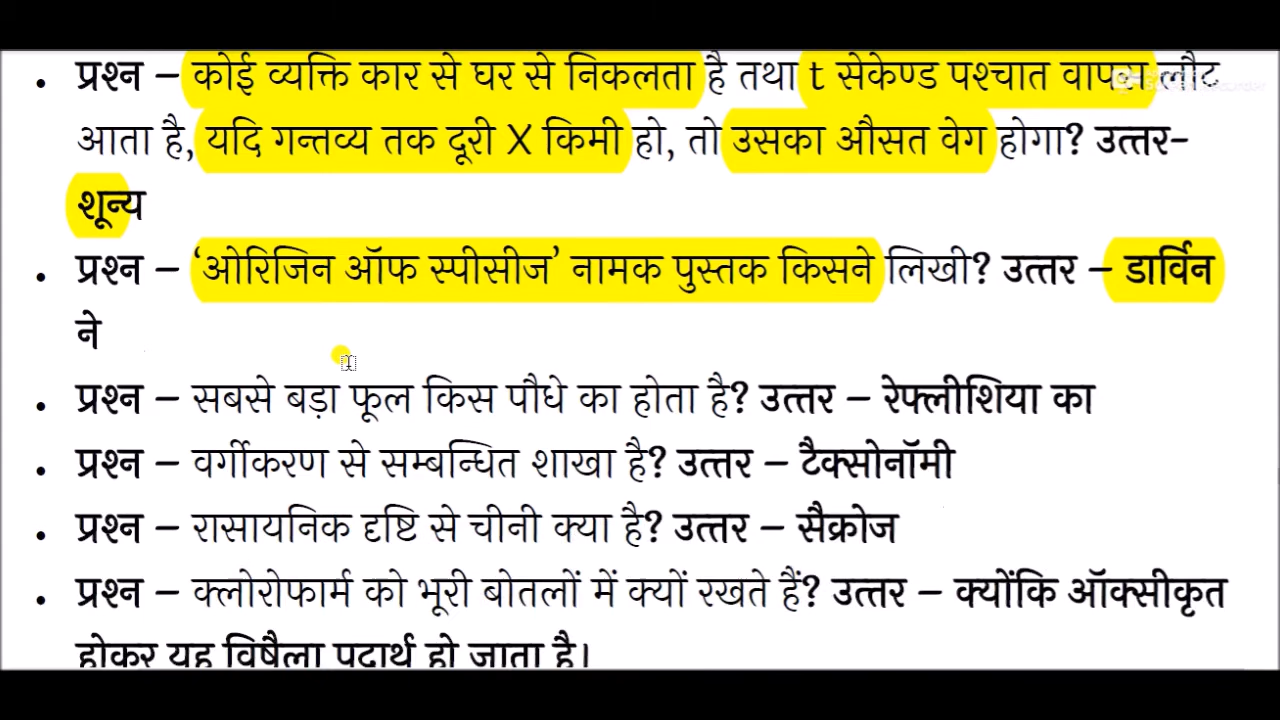 • प्रश्न – कोई व्यक्ति कार से घर से निकलता है तथा t सेकेण्ड पश्चात वापस लौट
आता है, यदि गन्तव्य तक दूरी X किमी हो, तो उसका औसत वेग होगा? उत्तर-
शून्य
• प्रश्न – ‘ओरिजिन ऑफ स्पीसीज’ नामक पुस्तक किसने लिखी? उत्तर – डार्विन
ने
• प्रश्न – सबसे बड़ा फूल किस पौधे का होता है? उत्तर – रेफ्लीशिया का
• प्रश्न – वर्गीकरण से सम्बन्धित शाखा है? उत्तर – टैक्सोनॉमी
• प्रश्न – रासायनिक दृष्टि से चीनी क्या है? उत्तर – सैक्रोज
• प्रश्न – क्लोरोफार्म को भूरी बोतलों में क्यों रखते हैं? उत्तर – क्योंकि ऑक्सीकृत
होकर यह विषैला पदार्थ हो जाता है।